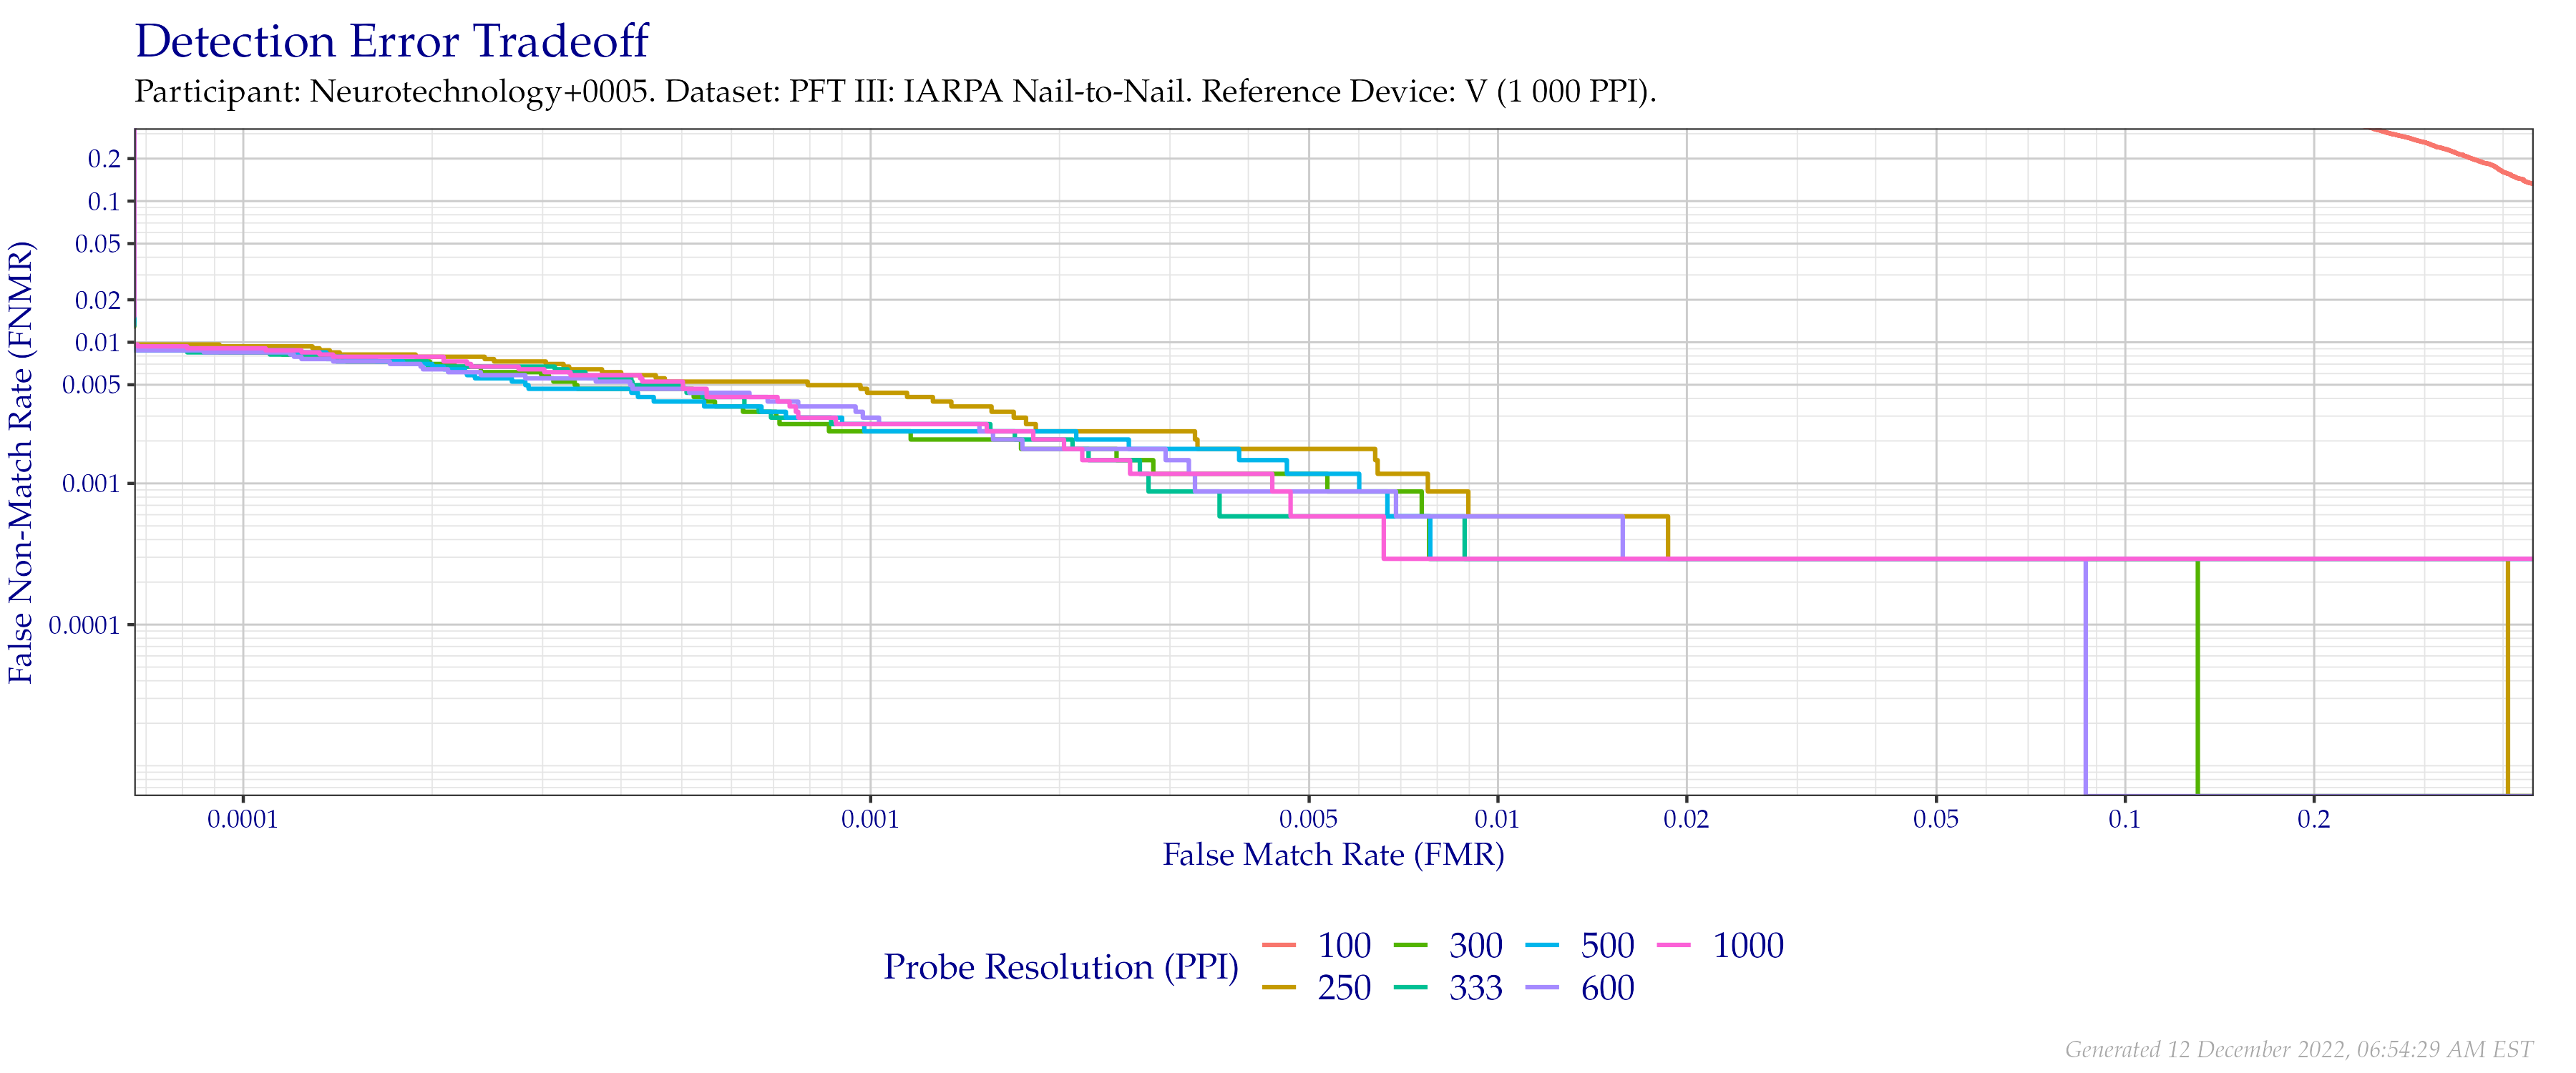 Detection Error Tradeoff
Participant: Neurotechnology+0005. Dataset: PFT III: IARPA Nail-to-Nail. Reference Device: V (1 000 PPI).
False Non-Match Rate (FNMR)
0.2
0.1
0.05
0.02
0.01
0.005
0.001
0.0001
0.0001 0.001 0.005 0.01 0.02 0.05 0.1 0.2
False Match Rate (FMR)
Probe Resolution (PPI)
100 300 500 1000
250 333 600
Generated 12 December 2022, 06:54:29 AM EST